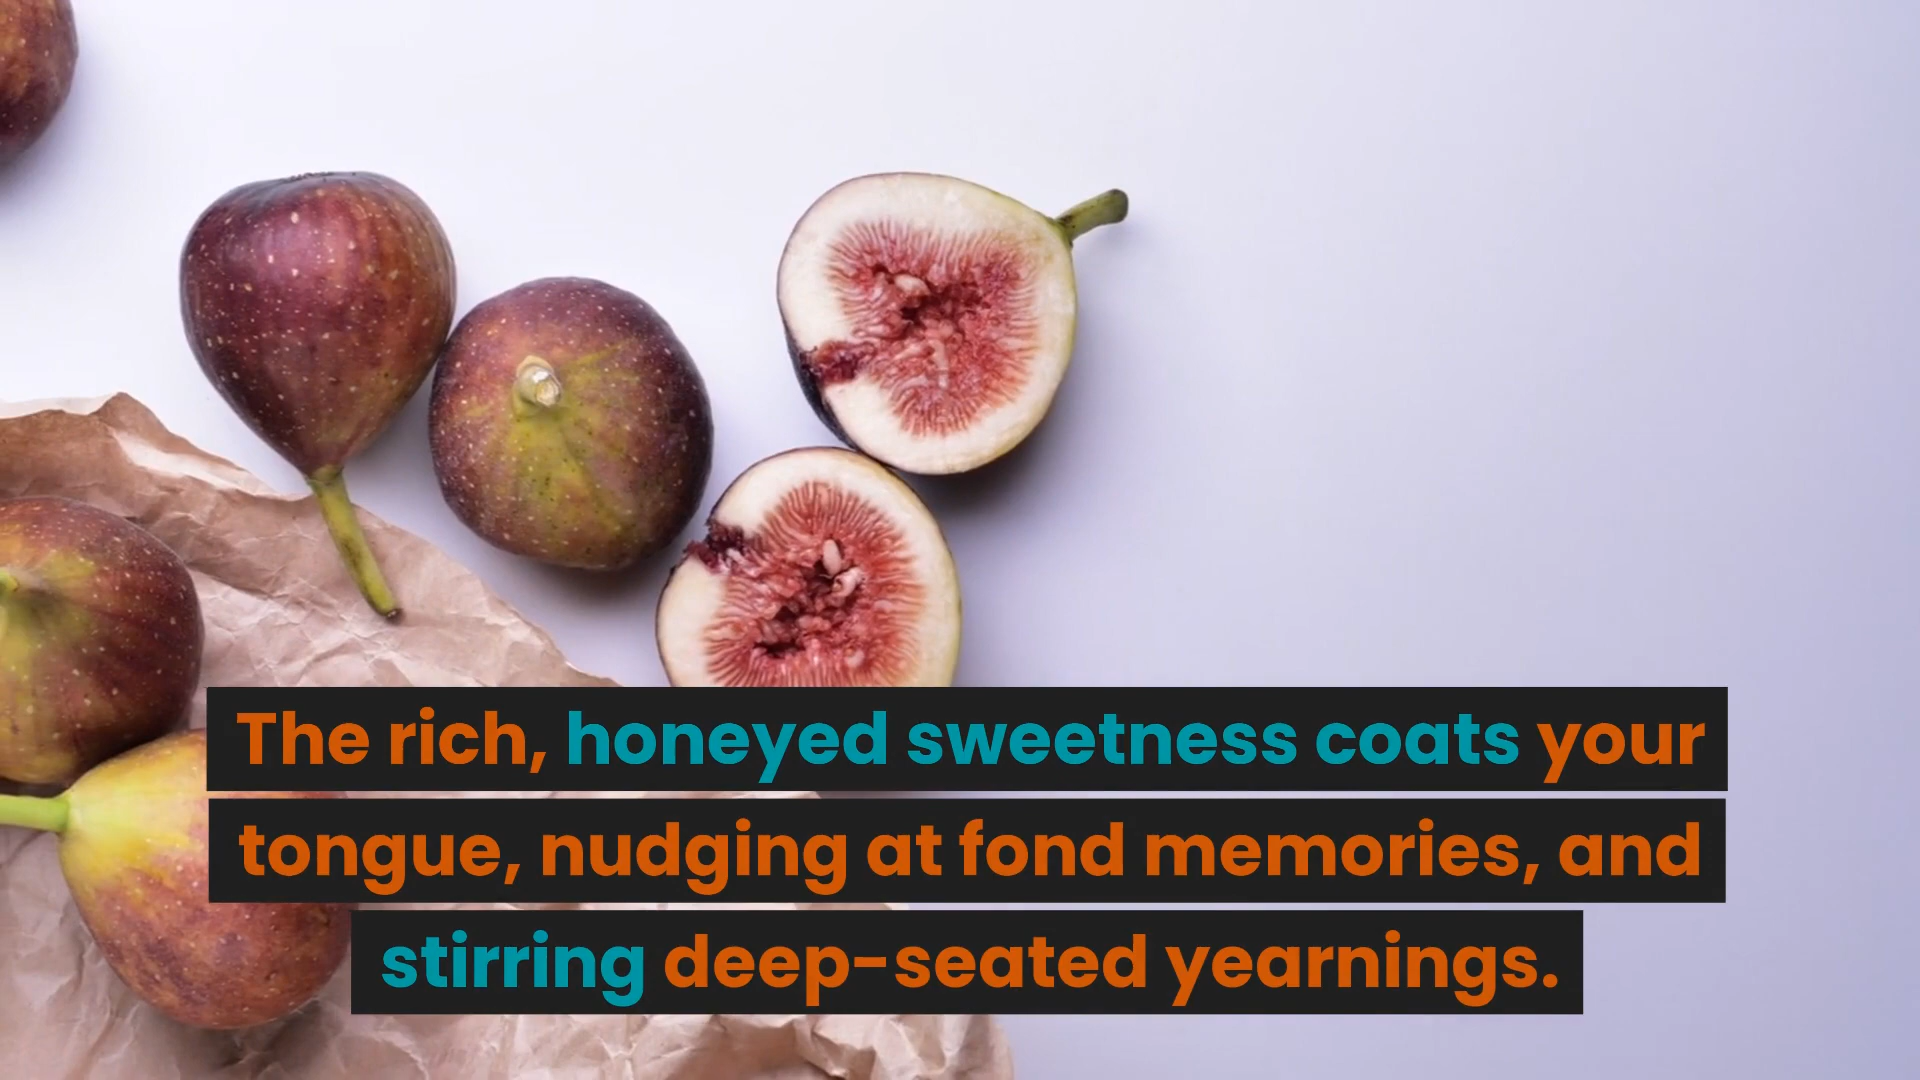 The rich, honeyed sweetness coats your
tongue, nudging at fond memories, and
stirring deep-seated yearnings.